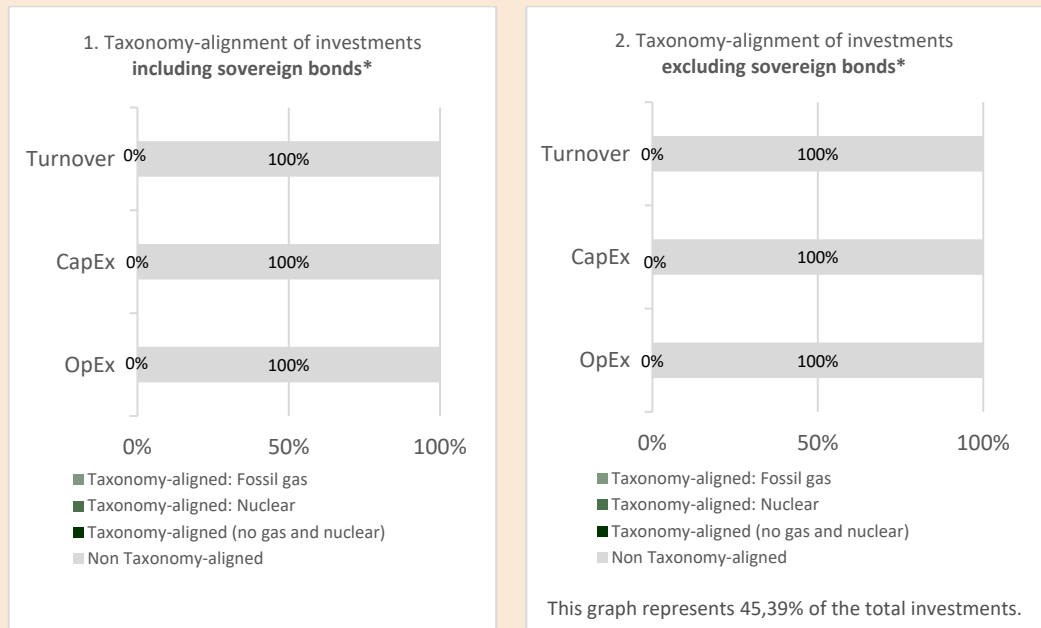 1. Taxonomy-alignment of investments
including sovereign bonds*
Turnover 0% 100%
CapEx 0% 100%
OpEx 0% 100%
0% 50% 100%
Taxonomy-aligned: Fossil gas
Taxonomy-aligned: Nuclear
Taxonomy-aligned (no gas and nuclear)
Non Taxonomy-aligned
2. Taxonomy-alignment of investments
excluding sovereign bonds*
Turnover 0% 100%
CapEx 0% 100%
OpEx 0% 100%
0% 50% 100%
Taxonomy-aligned: Fossil gas
Taxonomy-aligned: Nuclear
Taxonomy-aligned (no gas and nuclear)
Non Taxonomy-aligned
This graph represents 45,39% of the total investments.